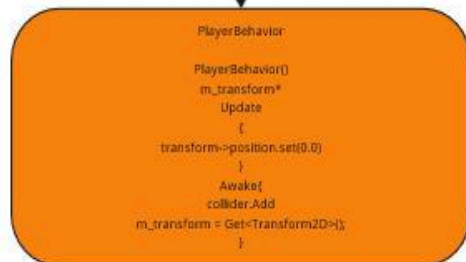 PlayerBehavior
PlayerBehavior()
m_transform*
Update
{
transform->position.set(0.0)
}
Awake{
collider.Add
m_transform = Get<Transform2D>();
}